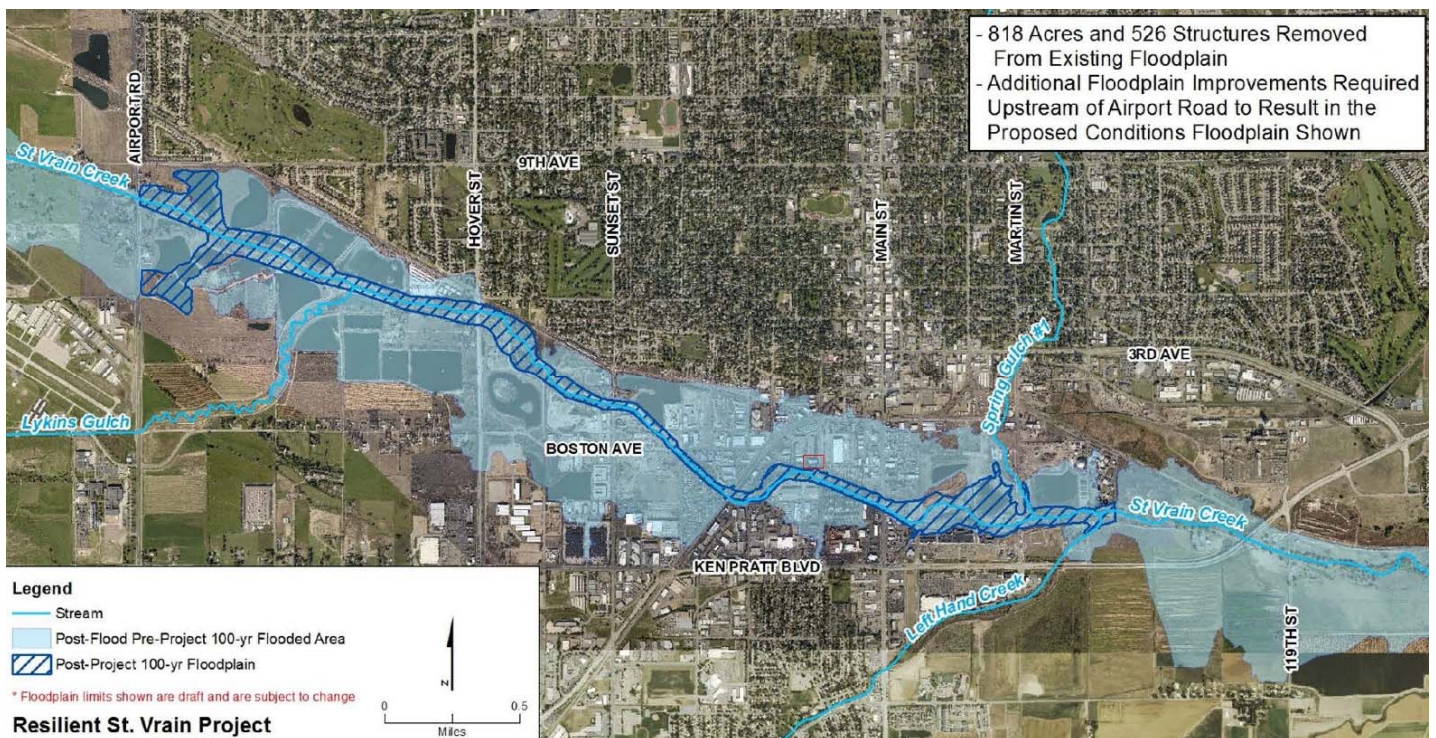 - 818 Acres and 526 Structures Removed
From Existing Floodplain
- Additional Floodplain Improvements Required
Upstream of Airport Road to Result in the
Proposed Conditions Floodplain Shown
AIRPORT RD
St Vrain Creek
9TH AVE
HOVER ST
SUNSET ST
MAIN ST
MARTIN ST
Spring Gulch #1
3RD AVE
Lykins Gulch
BOSTON AVE
St Vrain Creek
KEN PRATT BLVD
Left Hand Creek
119TH ST
Legend
Stream
Post-Flood Pre-Project 100-yr Flooded Area
Post-Project 100-yr Floodplain
* Floodplain limits shown are draft and are subject to change
Resilient St. Vrain Project
N
0 0.5
Miles